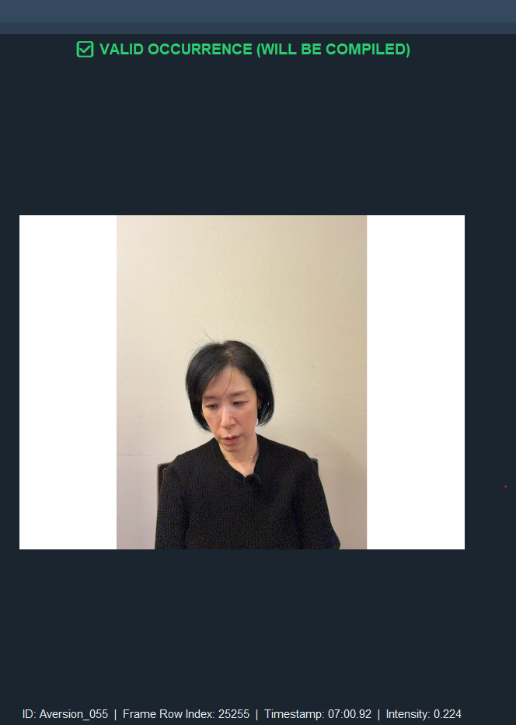 VALID OCCURRENCE (WILL BE COMPILED)
ID: Aversion_055 | Frame Row Index: 25255 | Timestamp: 07:00.92 | Intensity: 0.224